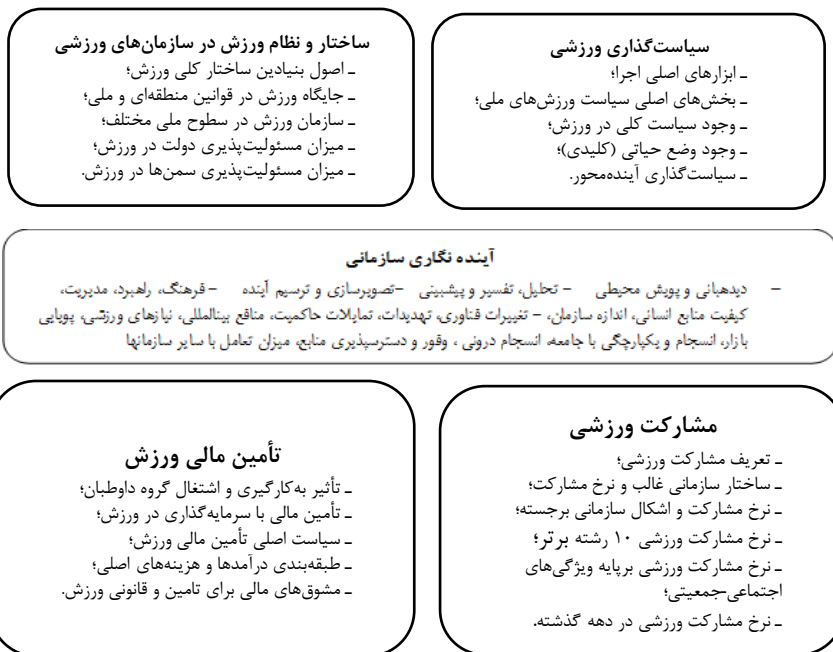 سیاست‌گذاری ورزشی
ـ ابزارهای اصلی اجرا؛
ـ بخش‌های اصلی سیاست ورزش‌های ملی؛
ـ وجود سیاست کلی در ورزش؛
ـ وجود وضع حیاتی (کلیدی)؛
ـ سیاست‌گذاری آینده‌محور.
ساختار و نظام ورزش در سازمان‌های ورزشی
ـ اصول بنیادین ساختار کلی ورزش؛
ـ جایگاه ورزش در قوانین منطقه‌ای و ملی؛
ـ سازمان ورزش در سطوح ملی مختلف؛
ـ میزان مسئولیت‌پذیری دولت در ورزش؛
ـ میزان مسئولیت‌پذیری سمن‌ها در ورزش.
آینده نگاری سازمانی
– دیدهبانی و پویش محیطی – تحلیل، تفسیر و پیشبینی –تصویرسازی و ترسیم آینده – فرهنگ، راهبرد، مدیریت،
کیفیت منابع انسانی، اندازه سازمان، – تغییرات فناوری، تهدیدات، تمایلات حاکمیت، منافع بینالمللی، نیازهای ورزشی، پویایی
بازار، انسجام و یکپارچگی با جامعه، انسجام درونی ، وفور و دسترسپذیری منابع، میزان تعامل با سایر سازمانها
مشارکت ورزشی
ـ تعریف مشارکت ورزشی؛
ـ ساختار سازمانی غالب و نرخ مشارکت؛
ـ نرخ مشارکت و اشکال سازمانی برجسته؛
ـ نرخ مشارکت ورزشی ۱۰ رشته برتر؛
ـ نرخ مشارکت ورزشی برپایه ویژگی‌های
اجتماعی-جمعیتی؛
ـ نرخ مشارکت ورزشی در دهه گذشته.
تأمین مالی ورزش
ـ تأثیر به‌کارگیری و اشتغال گروه داوطبان؛
ـ تأمین مالی با سرمایه‌گذاری در ورزش؛
ـ سیاست اصلی تأمین مالی ورزش؛
ـ طبقه‌بندی درآمدها و هزینه‌های اصلی؛
ـ مشوق‌های مالی برای تامین و قانونی ورزش.